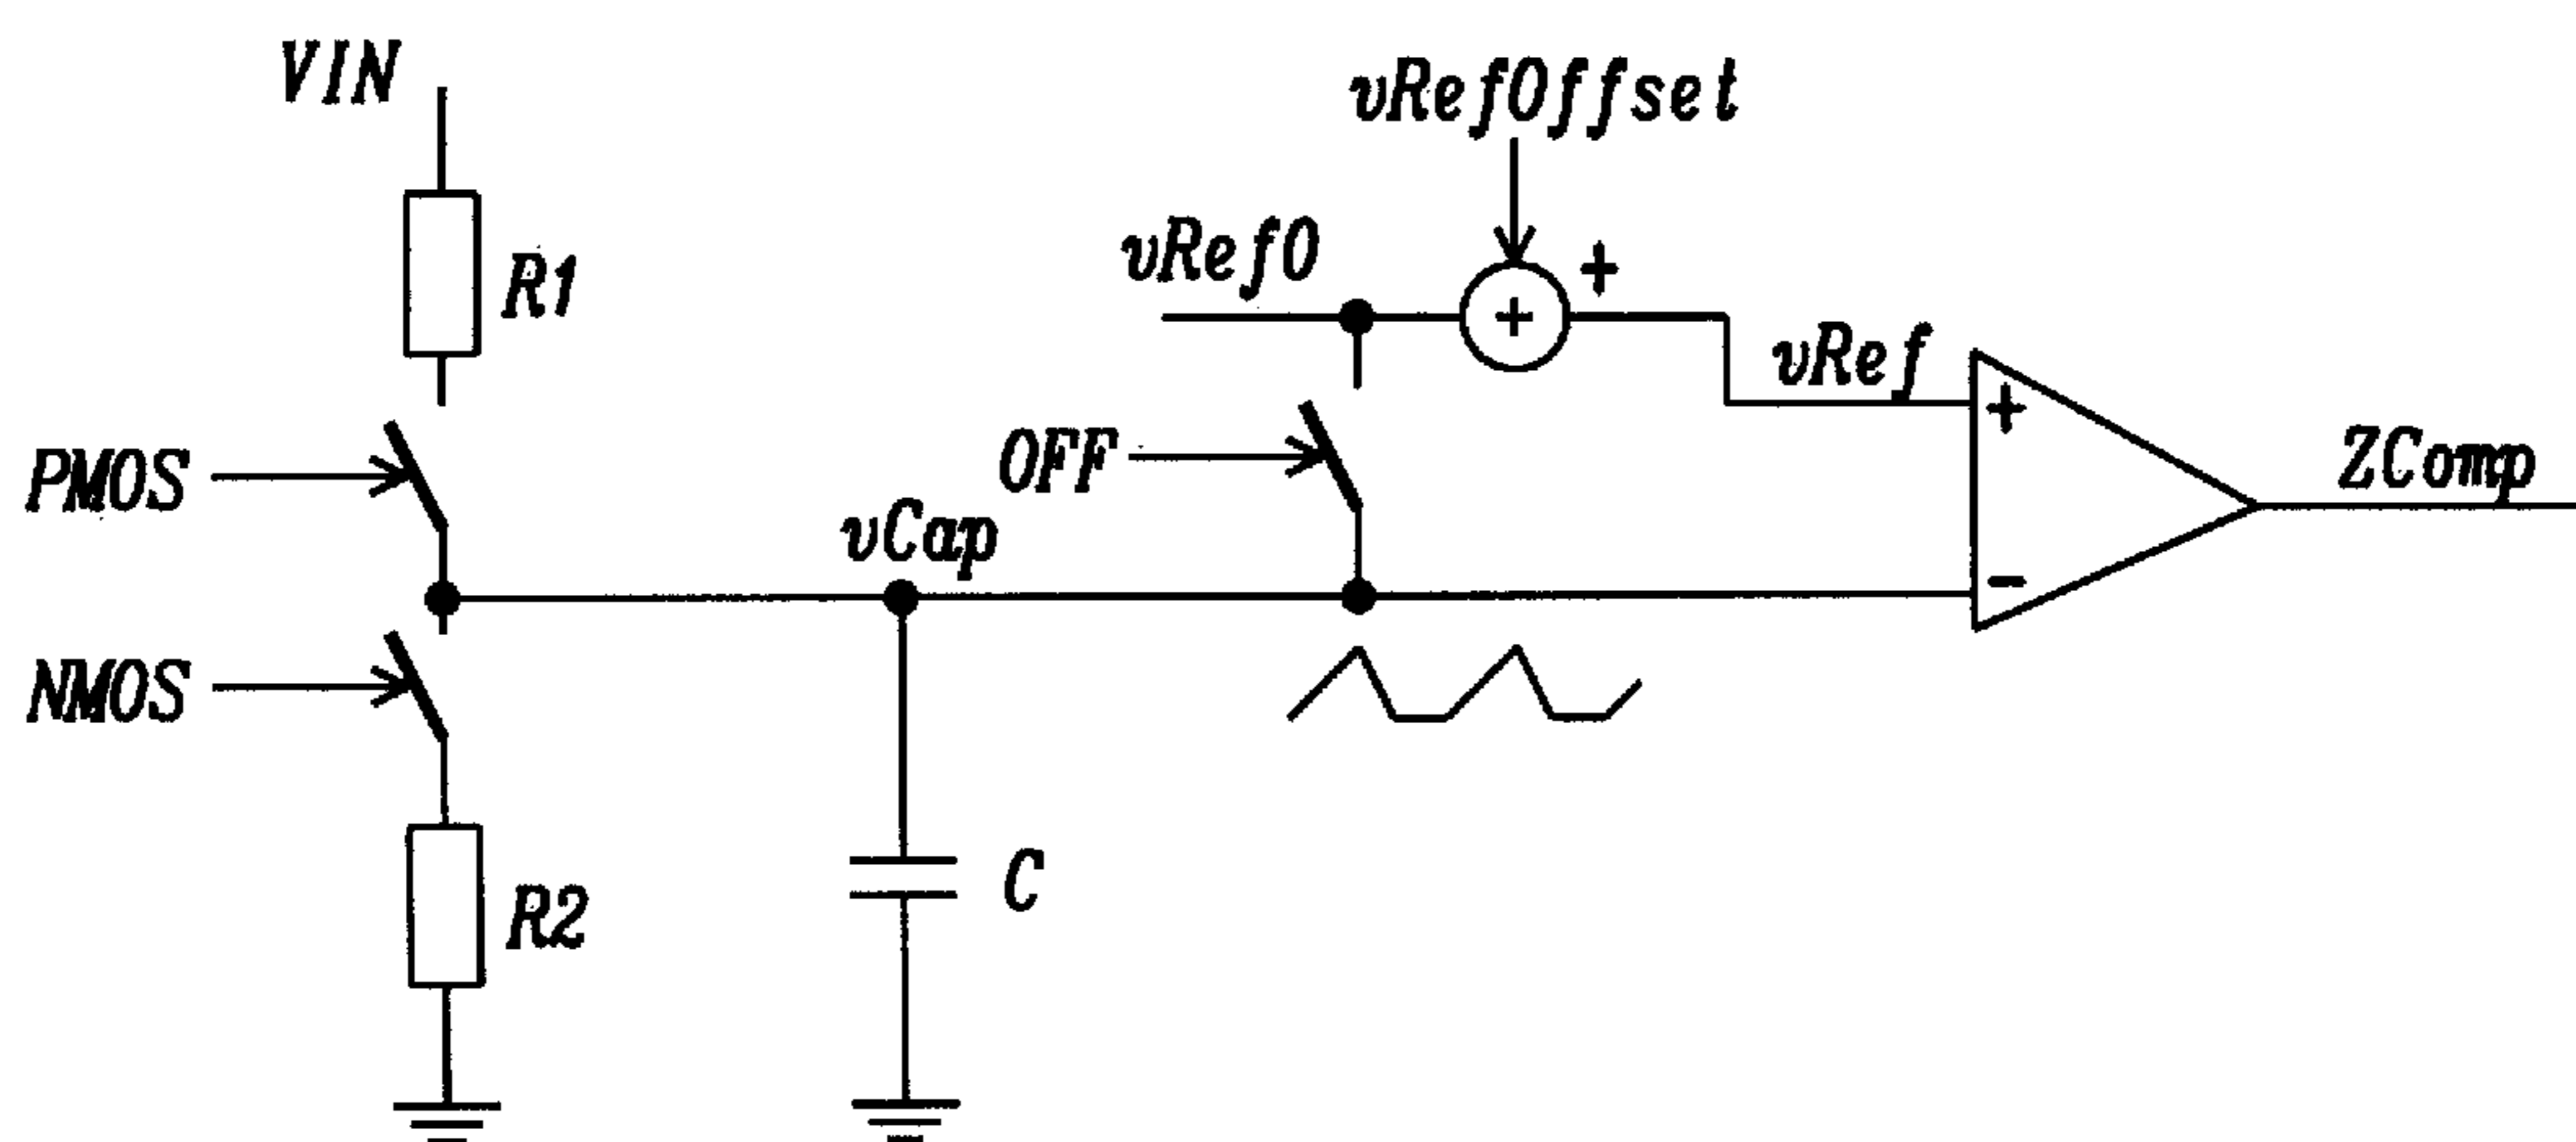 VIN
vRefOffset
vRef0
R1
vRef
+
+
+
PMOS
OFF
ZComp
vCap
-
NMOS
C
R2